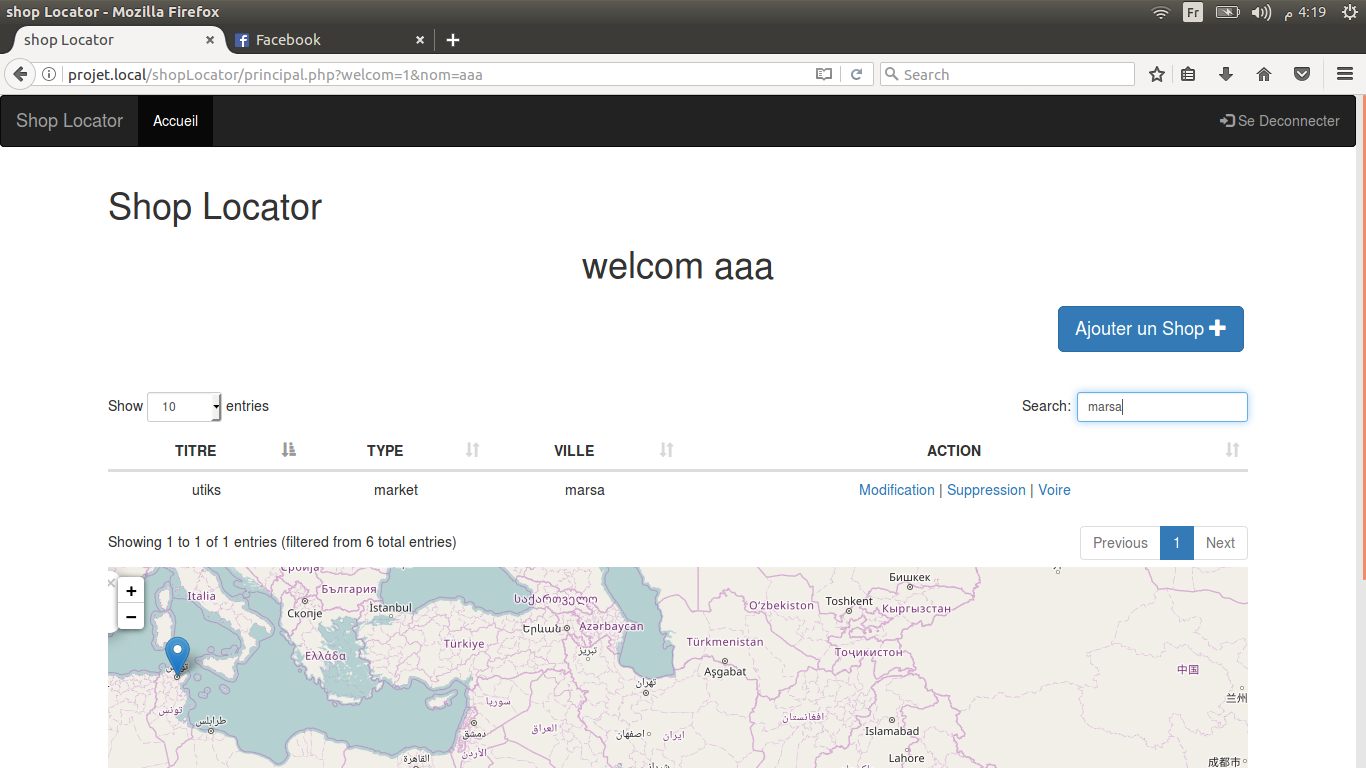 shop Locator - Mozilla Firefox
Fr
4:19 م
shop Locator
Facebook
projet.local/shopLocator/principal.php?welcom=1&nom=aaa
Search
Shop Locator
Accueil
Se Deconnecter
Shop Locator
welcom aaa
Ajouter un Shop
Show 10 entries
Search: marsa
TITRE TYPE VILLE ACTION
utiks market marsa Modification | Suppression | Voire
Showing 1 to 1 of 1 entries (filtered from 6 total entries)
Previous 1 Next
+
−
Србија
Italia
България
Скопје
İstanbul
საქართველო
Երևան
Azərbaycan
Türkiye
Ελλάδα
تبريز
Oʻzbekiston
Toshkent
Бишкек
Кыргызстан
Türkmenistan
Тоҷикистон
Aşgabat
中国
兰州
تونس
تونس
طرابلس
سوريا
تهران
دمشق
العراق
اصفهان
ایران
افغانستان
الأردن
القاهرة
شیراز
Islamabad
Lahore
成都市